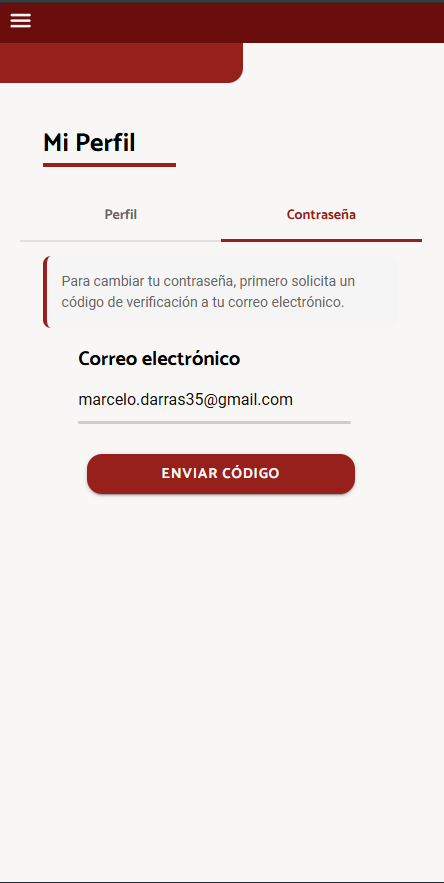 Mi Perfil
Perfil
Contraseña
Para cambiar tu contraseña, primero solicita un
código de verificación a tu correo electrónico.
Correo electrónico
marcelo.darras35@gmail.com
ENVIAR CÓDIGO